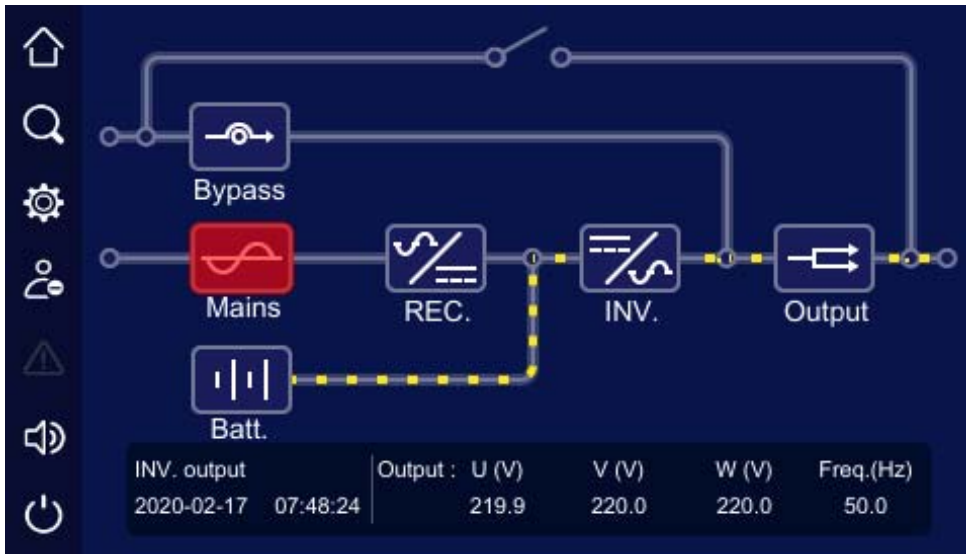 Bypass
Mains
REC.
INV.
Output
Batt.
INV. output
2020-02-17 07:48:24
Output : U (V) V (V) W (V) Freq.(Hz)
219.9 220.0 220.0 50.0